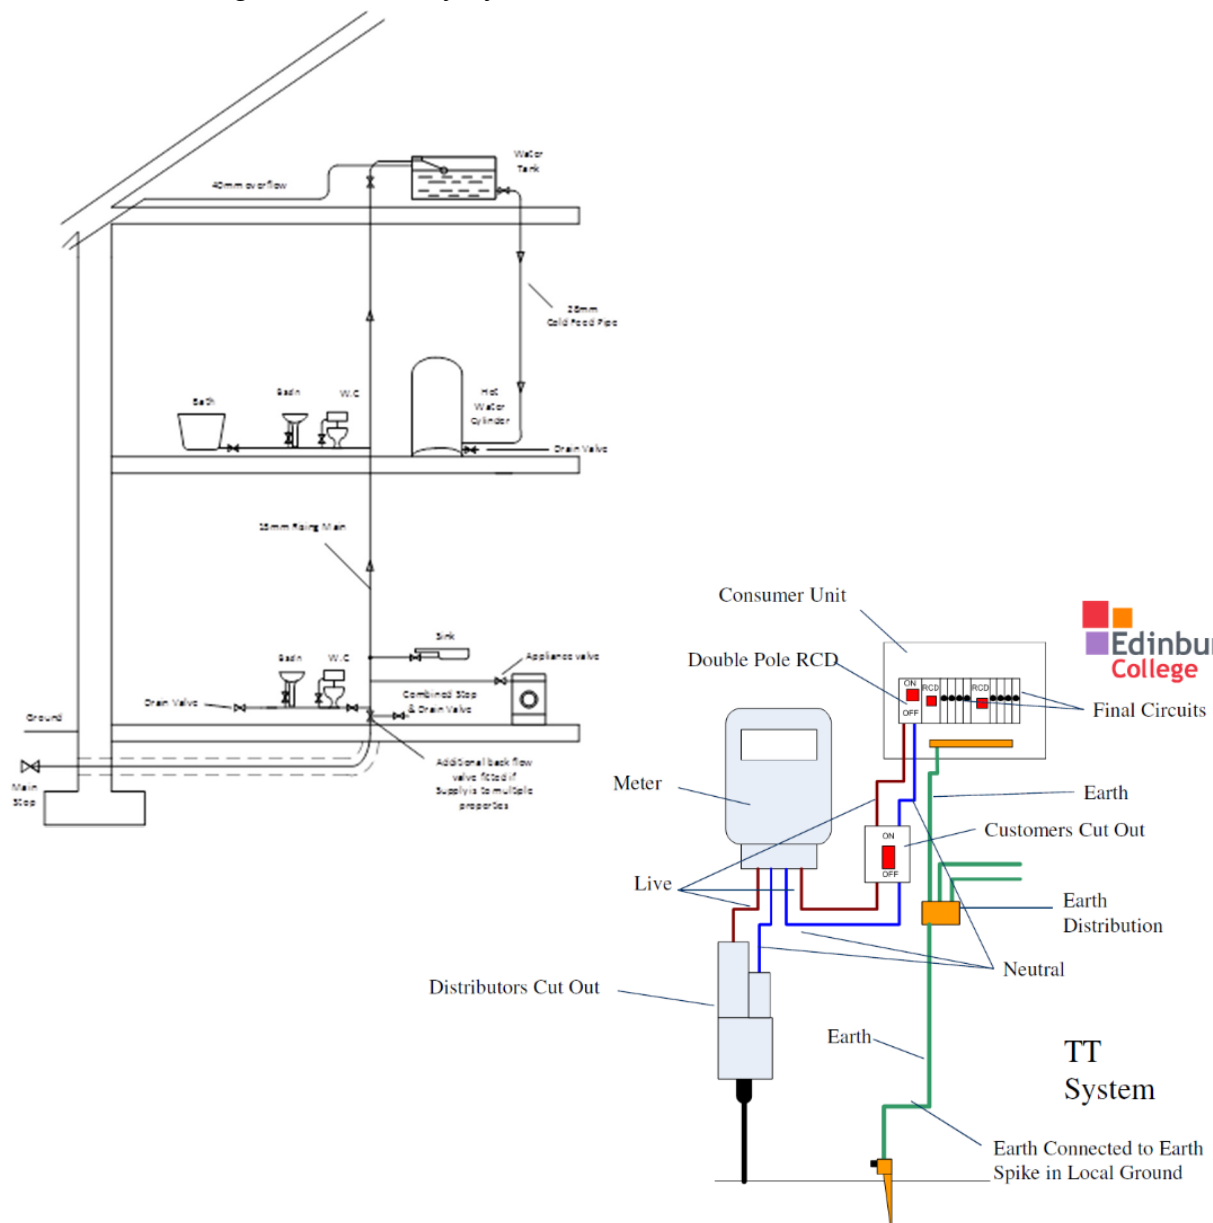 Water
Tank
40mm overflow
28mm
Cold Feed Pipe
Bath
Basin
W.C
Hot
Water
Cylinder
Drain Valve
15mm Rising Main
Sink
Basin
W.C
Appliance valve
Drain Valve
Combined Stop
& Drain Valve
Ground
Main
Stop
Additional back flow
valve fitted if
Supply is to multiple
properties
Consumer Unit
Edinbu
College
Double Pole RCD
ON
OFF
RCD
RCD
Final Circuits
Meter
Earth
Customers Cut Out
ON
OFF
Live
Earth
Distribution
Neutral
Distributors Cut Out
Earth
TT
System
Earth Connected to Earth
Spike in Local Ground